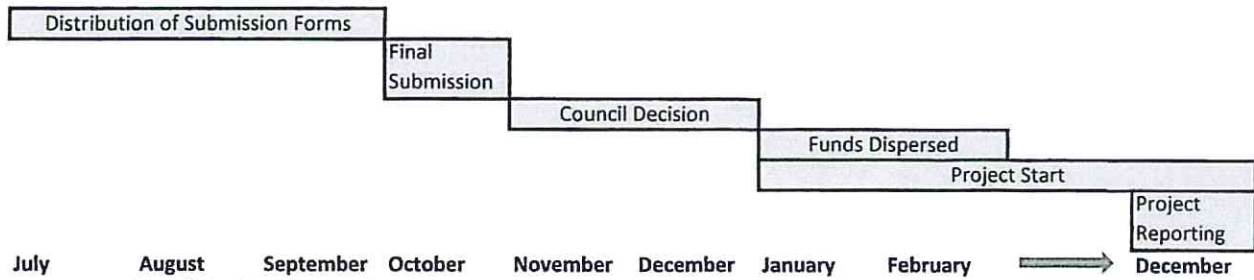 Distribution of Submission Forms
Final
Submission
Council Decision
Funds Dispersed
Project Start
Project
Reporting
July August September October November December January February December